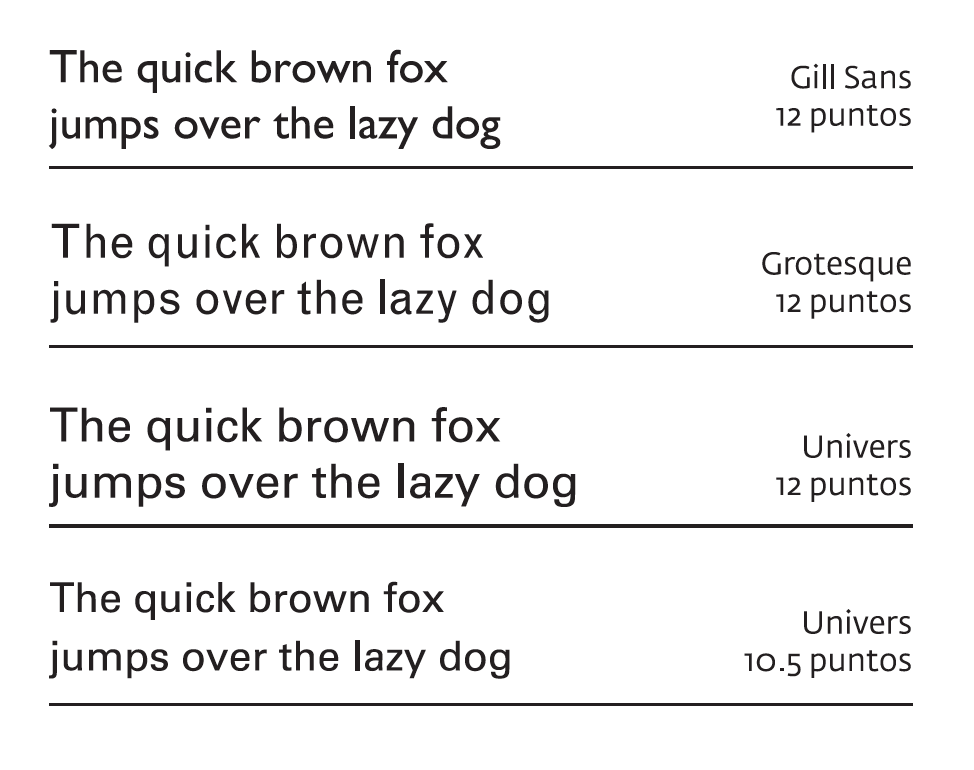 The quick brown fox
jumps over the lazy dog
Gill Sans
12 puntos
The quick brown fox
jumps over the lazy dog
Grotesque
12 puntos
The quick brown fox
jumps over the lazy dog
Univers
12 puntos
The quick brown fox
jumps over the lazy dog
Univers
10.5 puntos